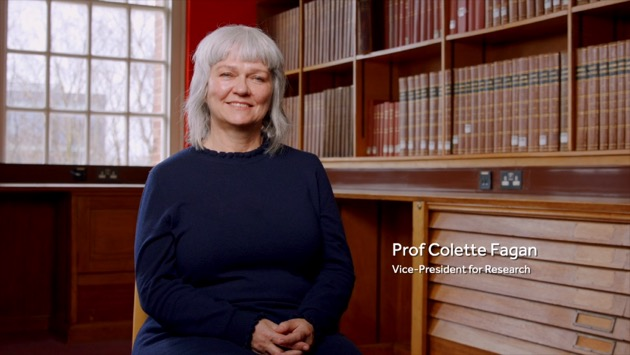 Prof Colette Fagan
Vice-President for Research